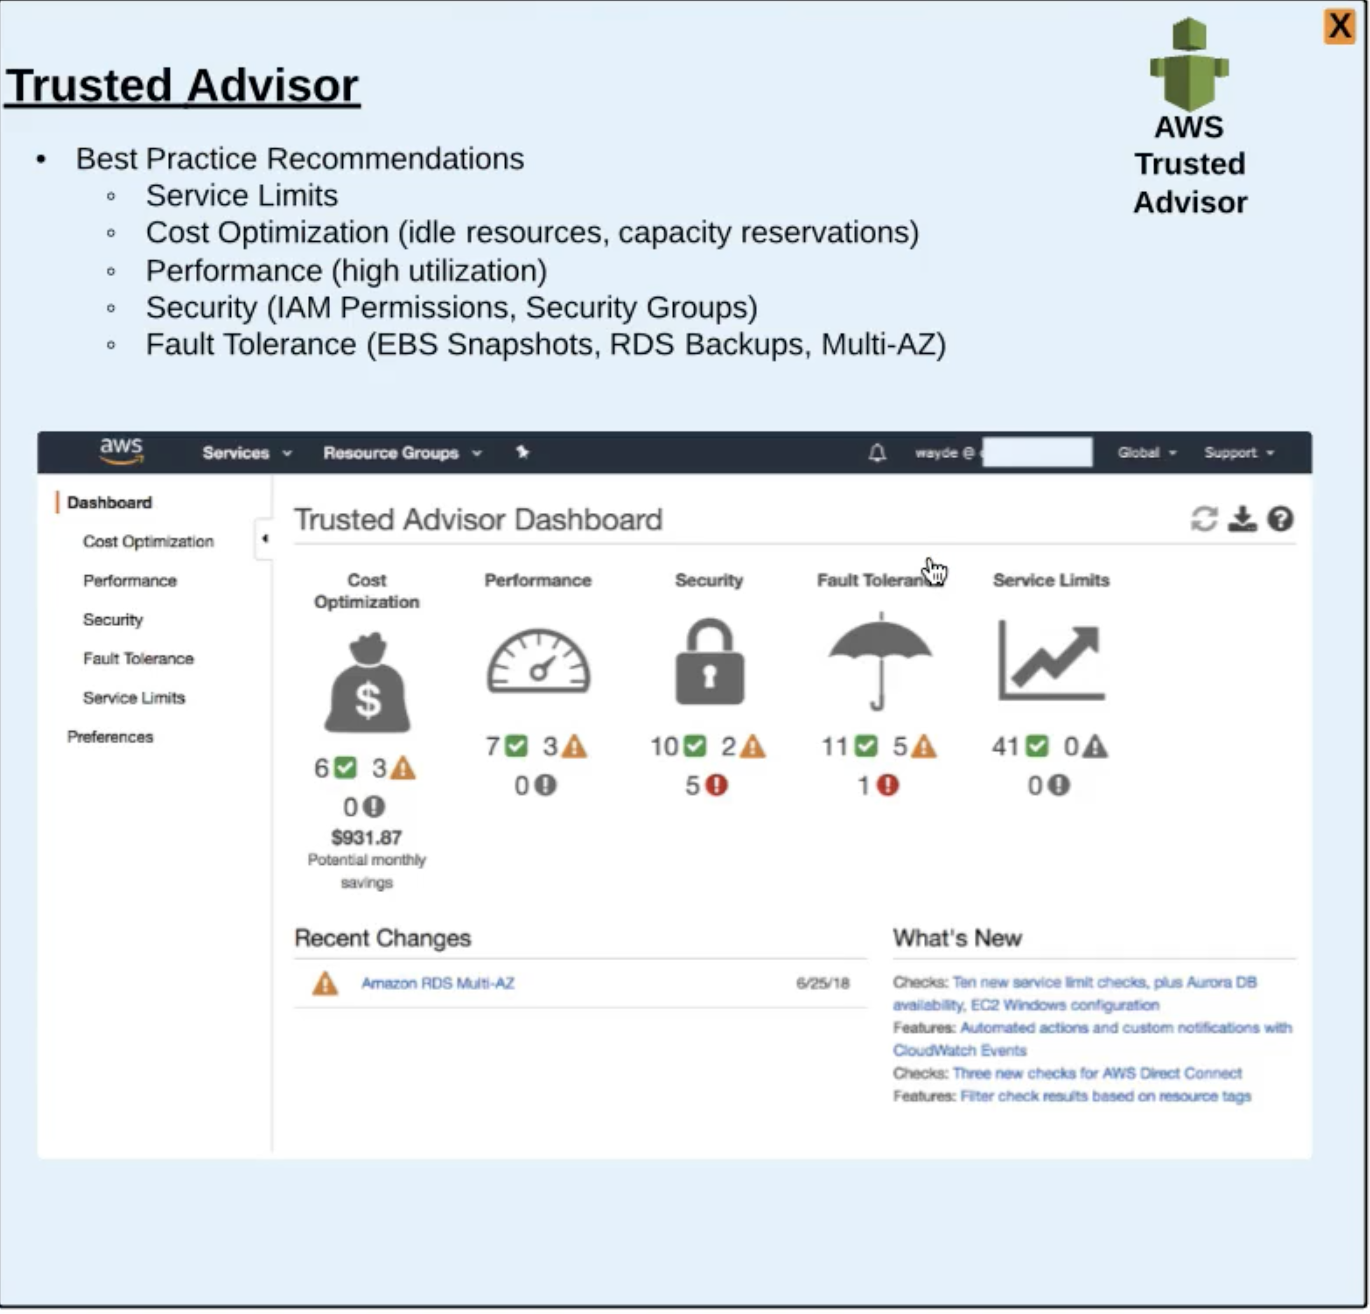 X
Trusted Advisor
AWS
Trusted
Advisor
• Best Practice Recommendations
◦ Service Limits
◦ Cost Optimization (idle resources, capacity reservations)
◦ Performance (high utilization)
◦ Security (IAM Permissions, Security Groups)
◦ Fault Tolerance (EBS Snapshots, RDS Backups, Multi-AZ)
aws Services Resource Groups wayde @ Global Support
Dashboard
Cost Optimization
Performance
Security
Fault Tolerance
Service Limits
Preferences
Trusted Advisor Dashboard
Cost
Optimization
$
6 3
0
$931.87
Potential monthly
savings
Performance
7 3
0
Security
10 2
5
Fault
11 5
1
Service Limits
41 0
0
Recent Changes
Amazon RDS Multi-AZ 6/25/18
What's New
Checks: Ten new service limit checks, plus Aurora DB
availability, EC2 Windows configuration
Features: Automated actions and custom notifications with
CloudWatch Events
Checks: Three new checks for AWS Direct Connect
Features: Filter check results based on resource tags